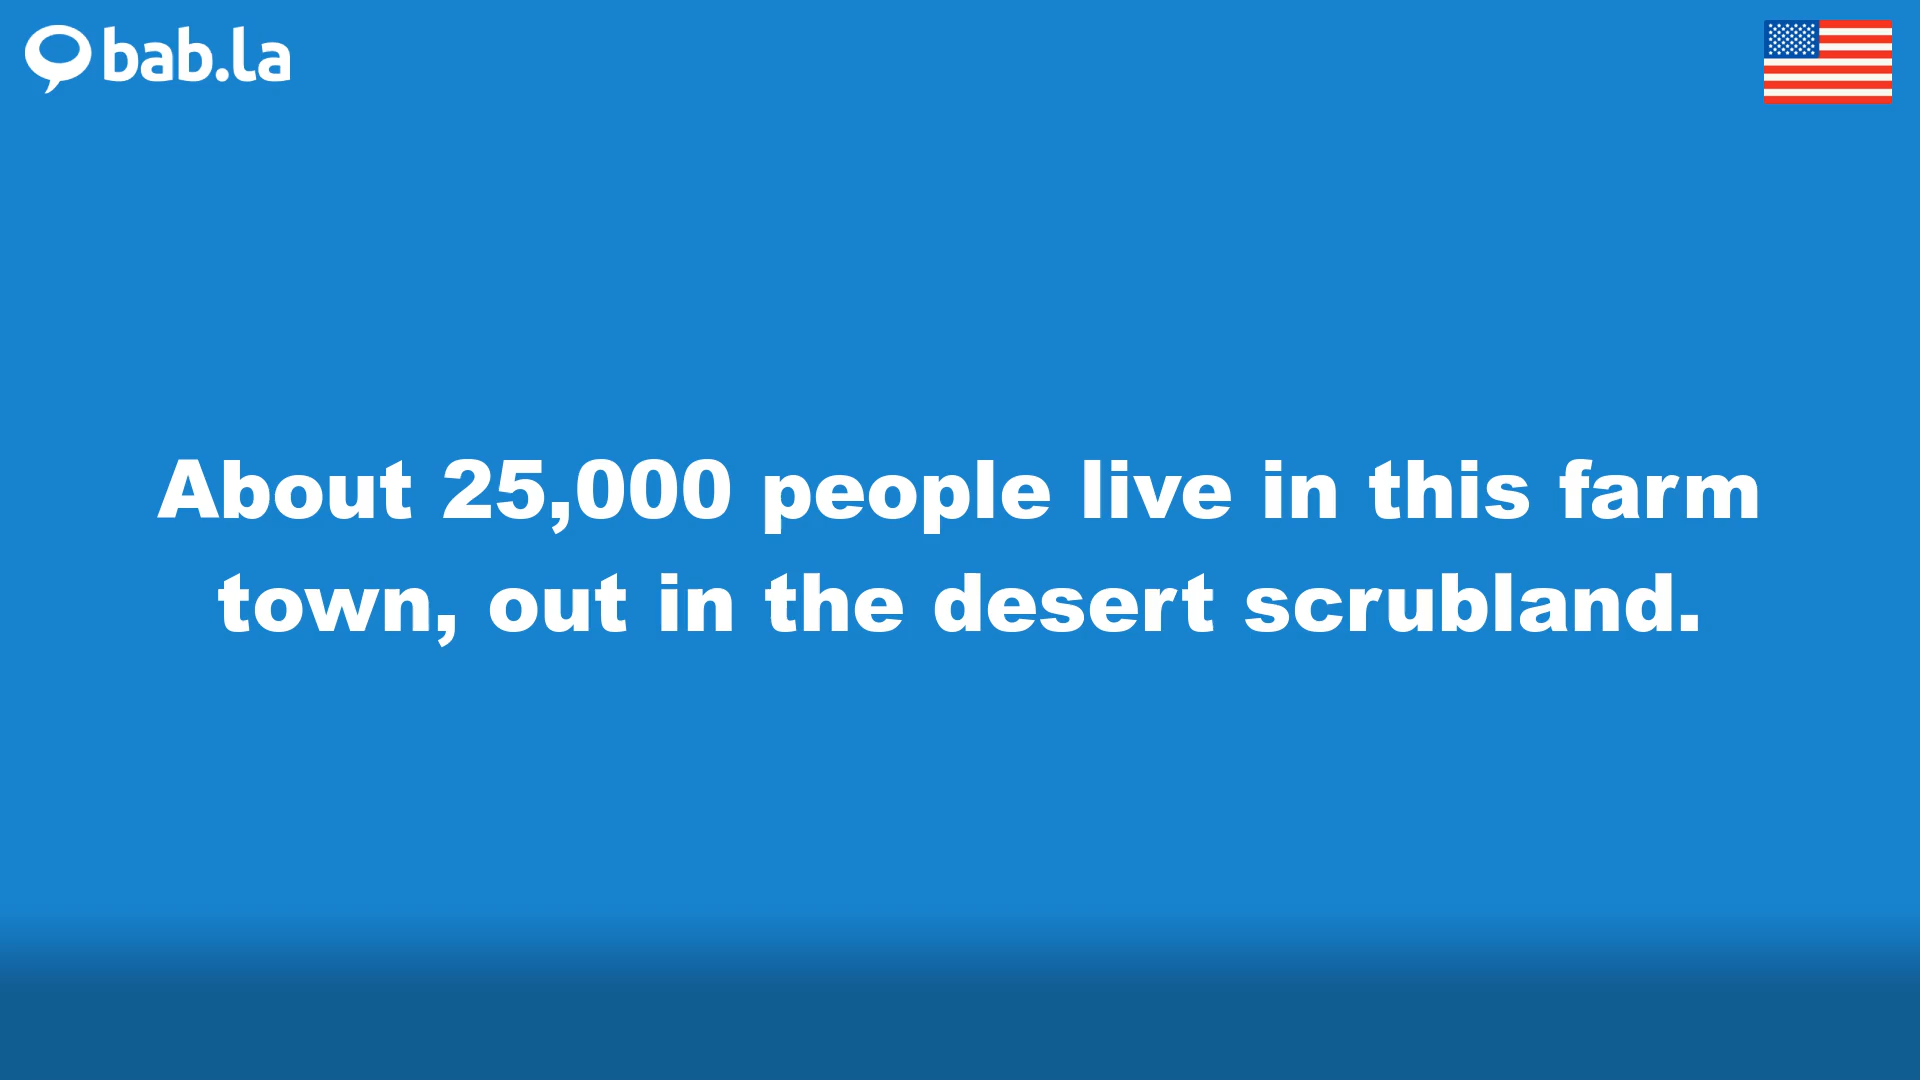 bab.la
About 25,000 people live in this farm
town, out in the desert scrubland.